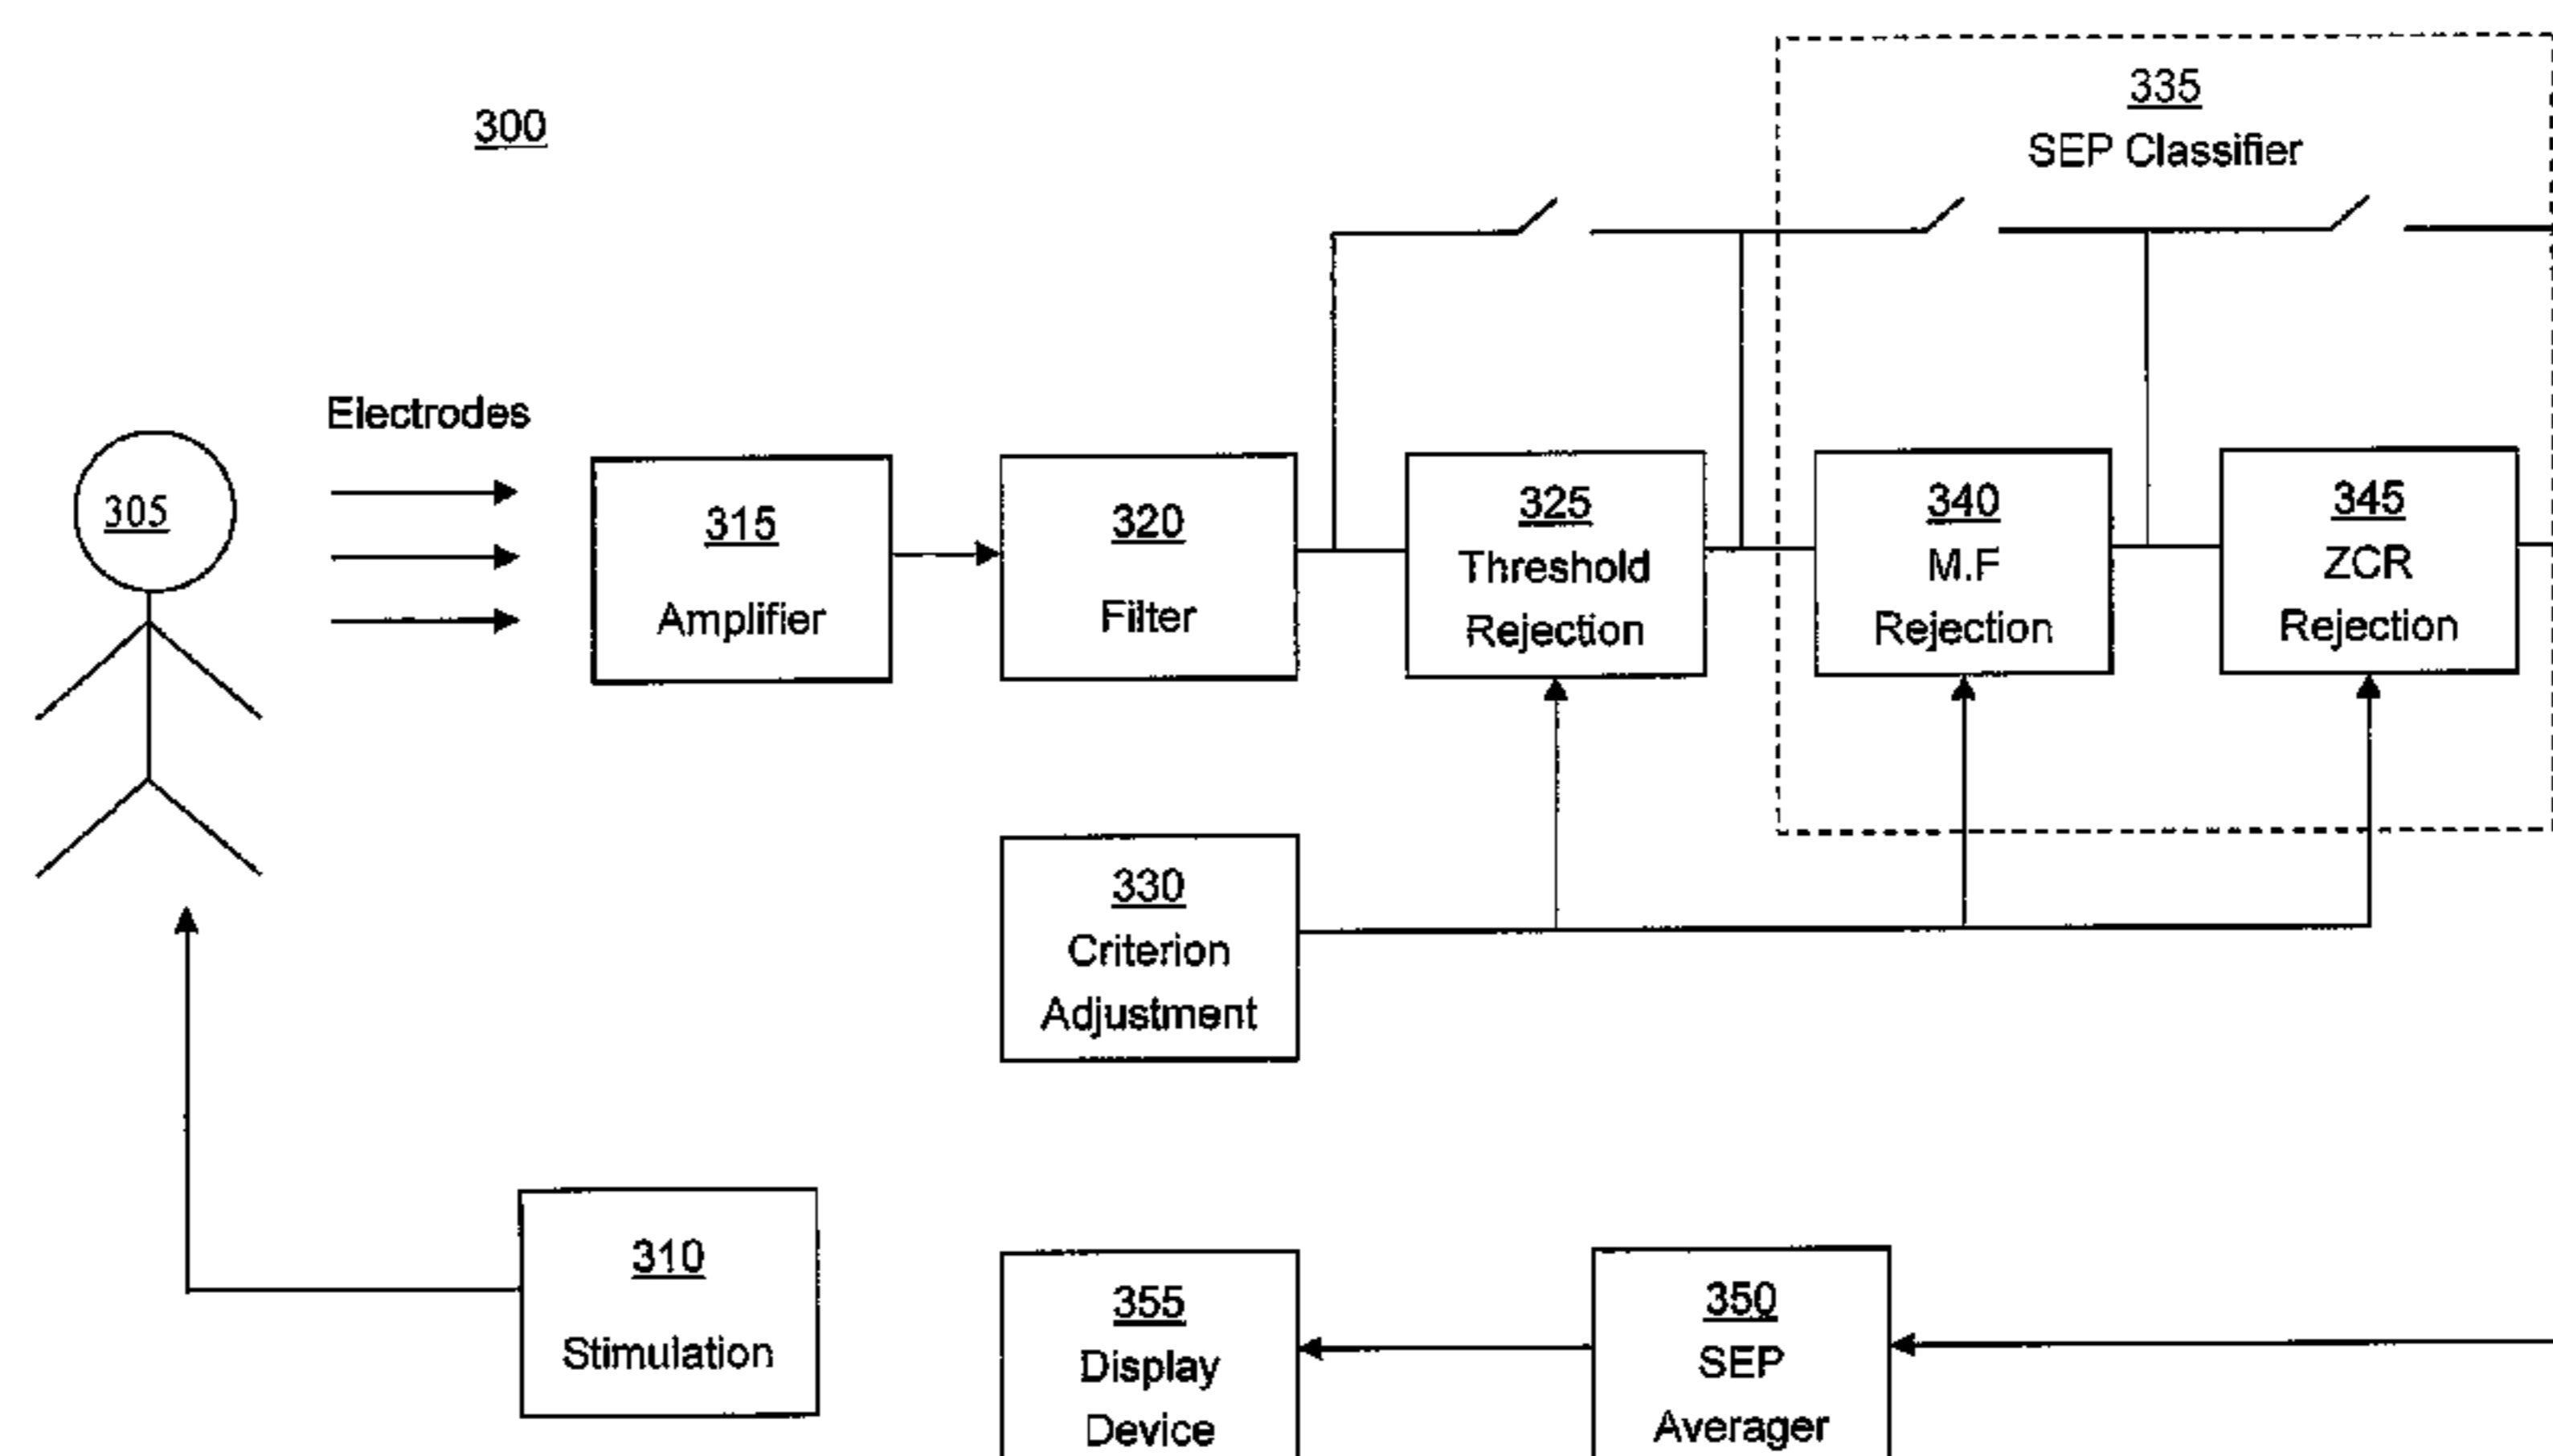 300
335
SEP Classifier
Electrodes
305
315
Amplifier
320
Filter
325
Threshold
Rejection
340
M.F
Rejection
345
ZCR
Rejection
330
Criterion
Adjustment
310
Stimulation
355
Display
Device
350
SEP
Averager